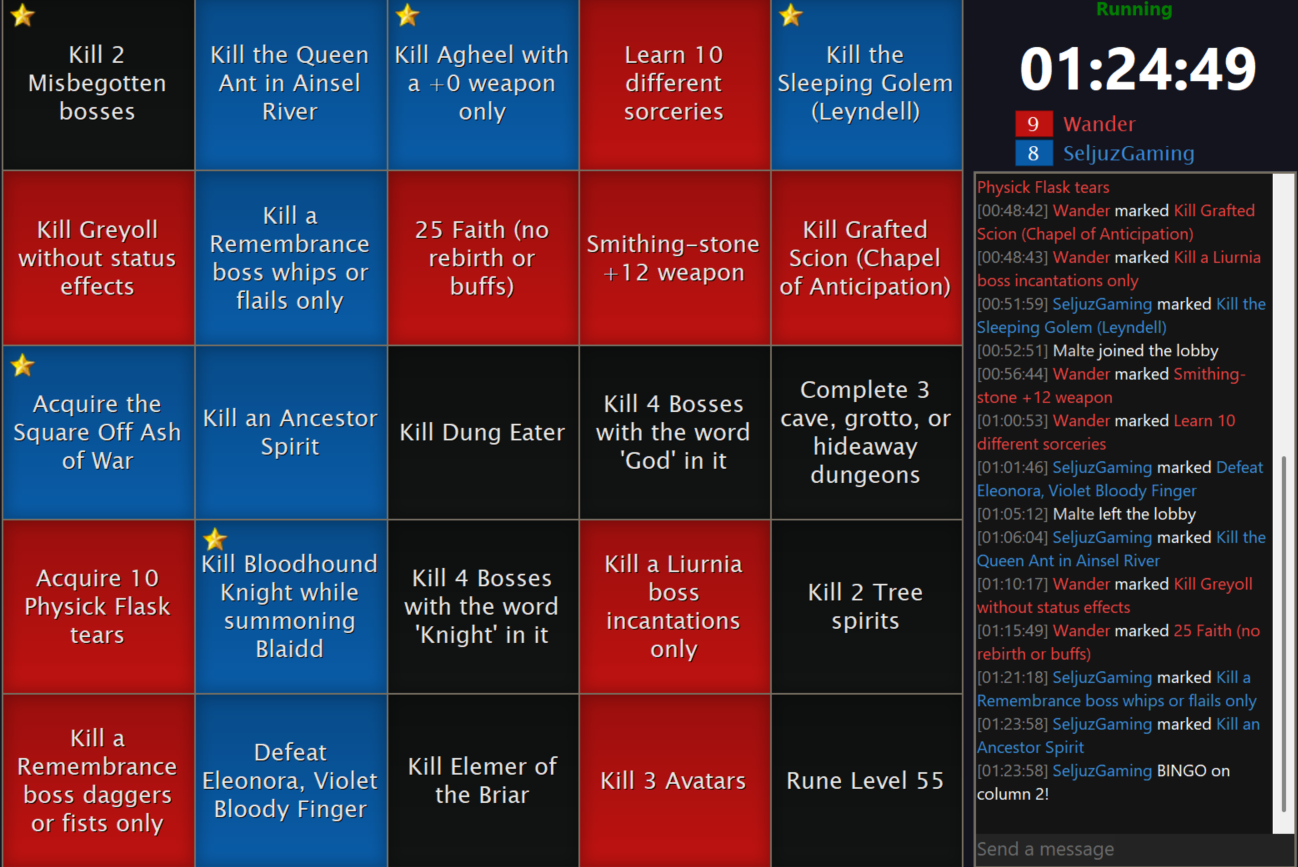 Kill 2
Misbegotten
bosses
Kill the Queen
Ant in Ainsel
River
Kill Agheel with
a +0 weapon
only
Learn 10
different
sorceries
Kill the
Sleeping Golem
(Leyndell)
Kill Greyoll
without status
effects
Kill a
Remembrance
boss whips or
flails only
25 Faith (no
rebirth or
buffs)
Smithing-stone
+12 weapon
Kill Grafted
Scion (Chapel
of Anticipation)
Acquire the
Square Off Ash
of War
Kill an Ancestor
Spirit
Kill Dung Eater
Kill 4 Bosses
with the word
'God' in it
Complete 3
cave, grotto, or
hideaway
dungeons
Acquire 10
Physick Flask
tears
Kill Bloodhound
Knight while
summoning
Blaidd
Kill 4 Bosses
with the word
'Knight' in it
Kill a Liurnia
boss
incantations
only
Kill 2 Tree
spirits
Kill a
Remembrance
boss daggers
or fists only
Defeat
Eleonora, Violet
Bloody Finger
Kill Elemer of
the Briar
Kill 3 Avatars
Rune Level 55
Running
01:24:49
9 Wander
8 SeljuzGaming
Physick Flask tears
[00:48:42] Wander marked Kill Grafted
Scion (Chapel of Anticipation)
[00:48:43] Wander marked Kill a Liurnia
boss incantations only
[00:51:59] SeljuzGaming marked Kill the
Sleeping Golem (Leyndell)
[00:52:51] Malte joined the lobby
[00:56:44] Wander marked Smithing-
stone +12 weapon
[01:00:53] Wander marked Learn 10
different sorceries
[01:01:46] SeljuzGaming marked Defeat
Eleonora, Violet Bloody Finger
[01:05:12] Malte left the lobby
[01:06:04] SeljuzGaming marked Kill the
Queen Ant in Ainsel River
[01:10:17] Wander marked Kill Greyoll
without status effects
[01:15:49] Wander marked 25 Faith (no
rebirth or buffs)
[01:21:18] SeljuzGaming marked Kill a
Remembrance boss whips or flails only
[01:23:58] SeljuzGaming marked Kill an
Ancestor Spirit
[01:23:58] SeljuzGaming BINGO on
column 2!
Send a message